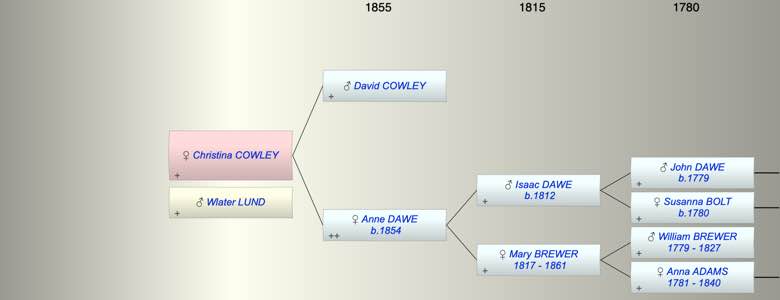 1855 1815 1780
♂ David COWLEY
+
♀ Christina COWLEY
+
♂ Wlater LUND
+
♀ Anne DAWE
b.1854
++
♂ Isaac DAWE
b.1812
+
♀ Mary BREWER
1817 - 1861
+
♂ John DAWE
b.1779
+
♀ Susanna BOLT
b.1780
+
♂ William BREWER
1779 - 1827
+
♀ Anna ADAMS
1781 - 1840
+